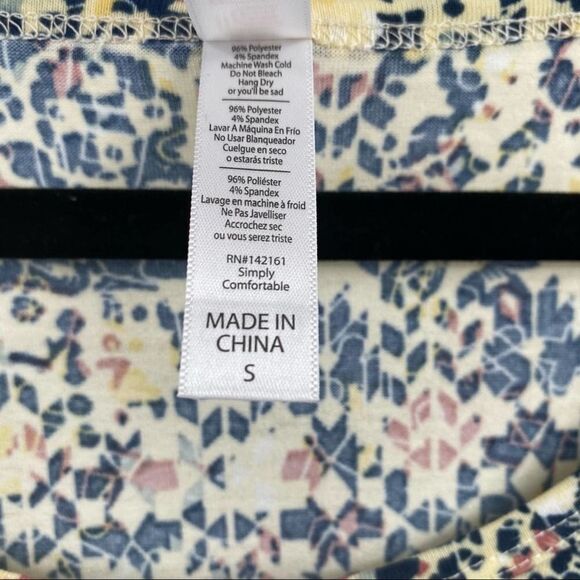 96% Polyester
4% Spandex
Machine Wash Cold
Do Not Bleach
Hang Dry
or you'll be sad
96% Polyester
4% Spandex
Lavar A Máquina En Frío
No Usar Blanqueador
Cuelgue en seco
o estarás triste
96% Poliéster
4% Spandex
Lavage en machine à froid
Ne Pas Javelliser
Accrochez sec
ou vous serez triste
RN#142161
Simply
Comfortable
MADE IN
CHINA
S